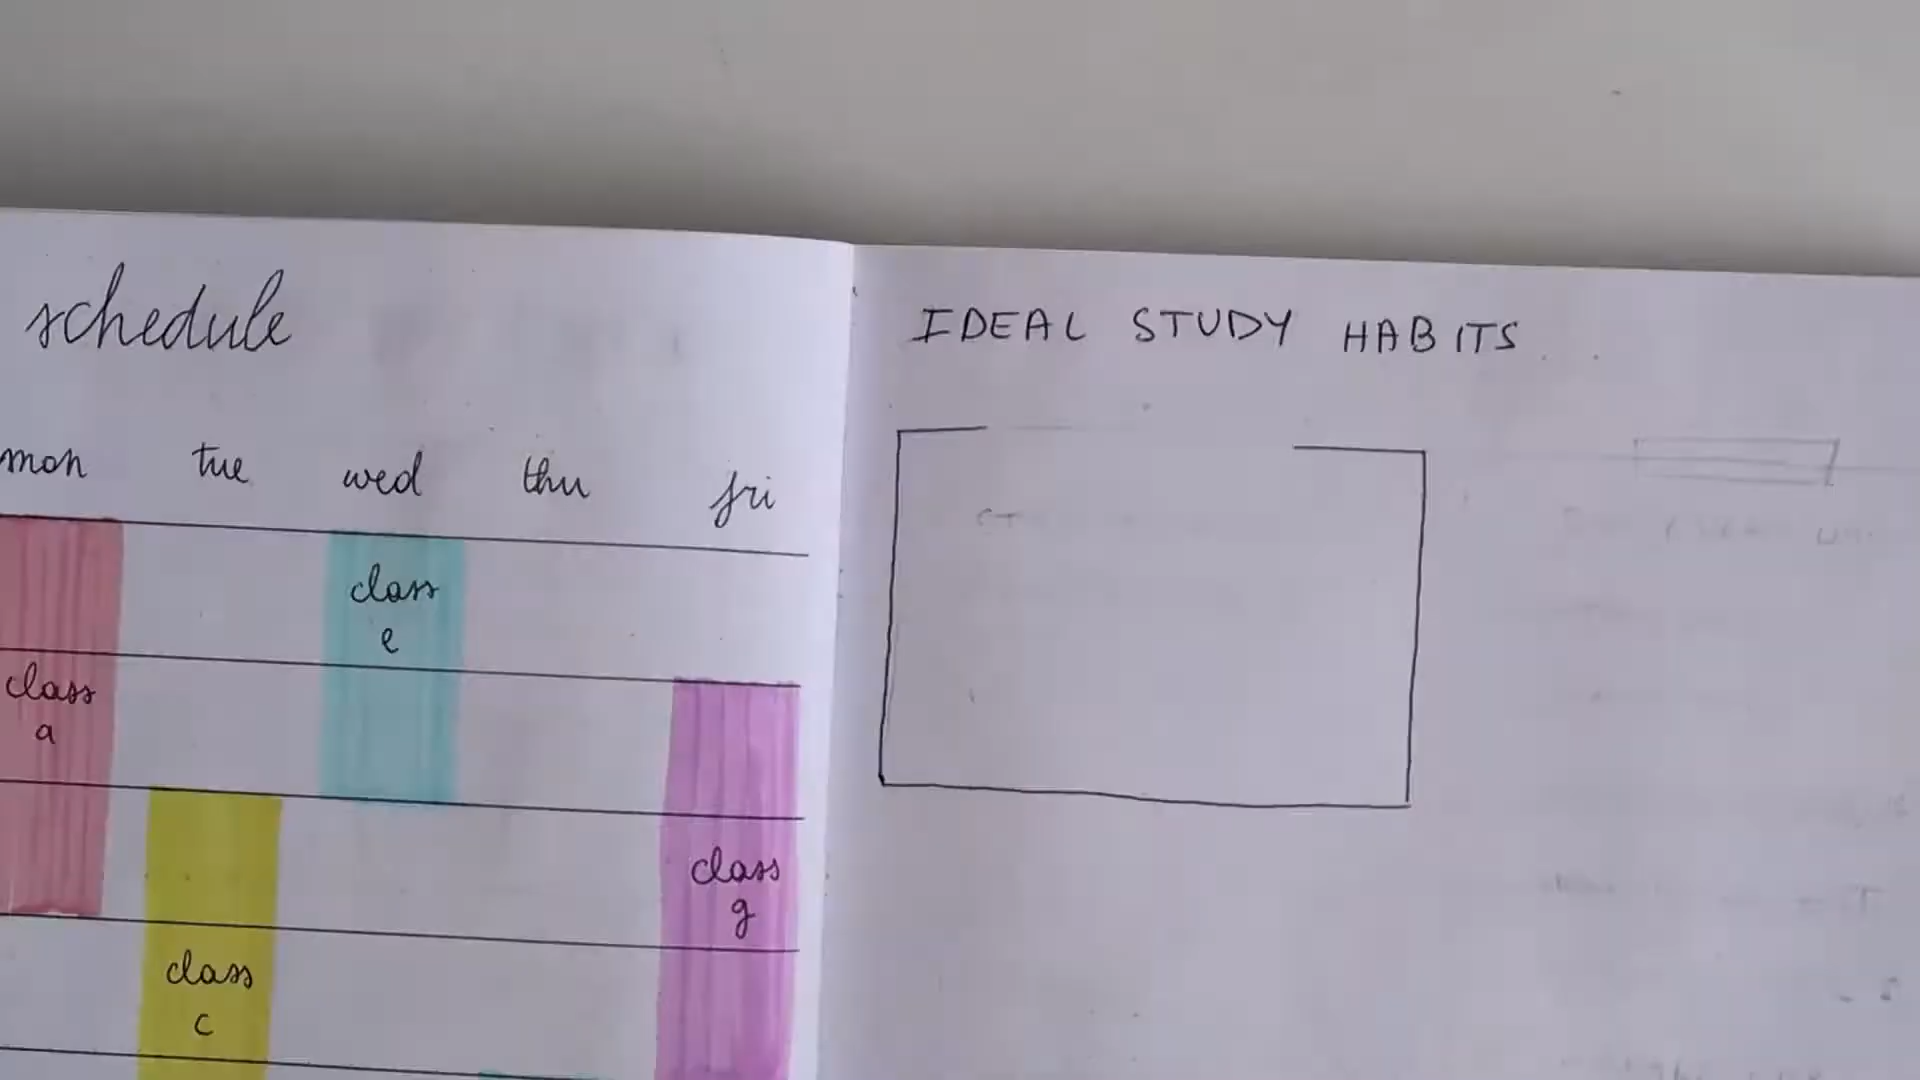 schedule
mon tue wed thu fri
class
e
class
a
class
g
class
c
IDEAL STUDY HABITS